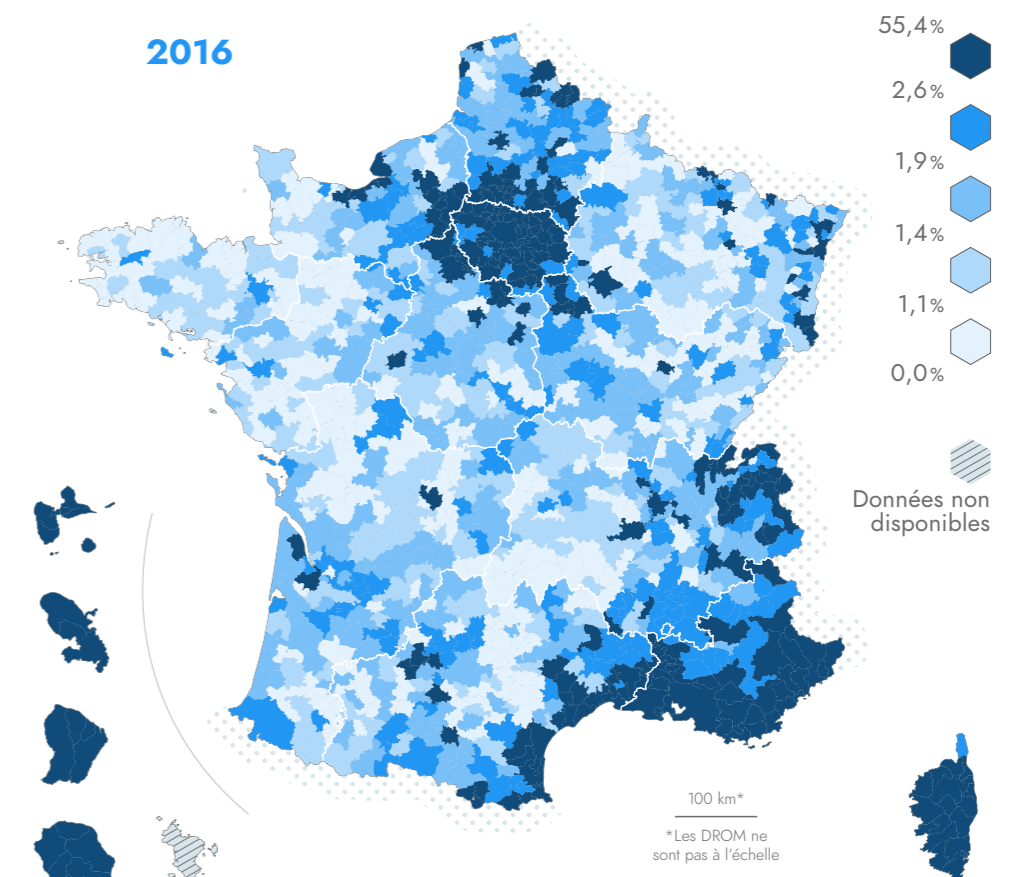 2016
55,4%
2,6%
1,9%
1,4%
1,1%
0,0%
Données non
disponibles
100 km*
*Les DROM ne
sont pas à l'échelle